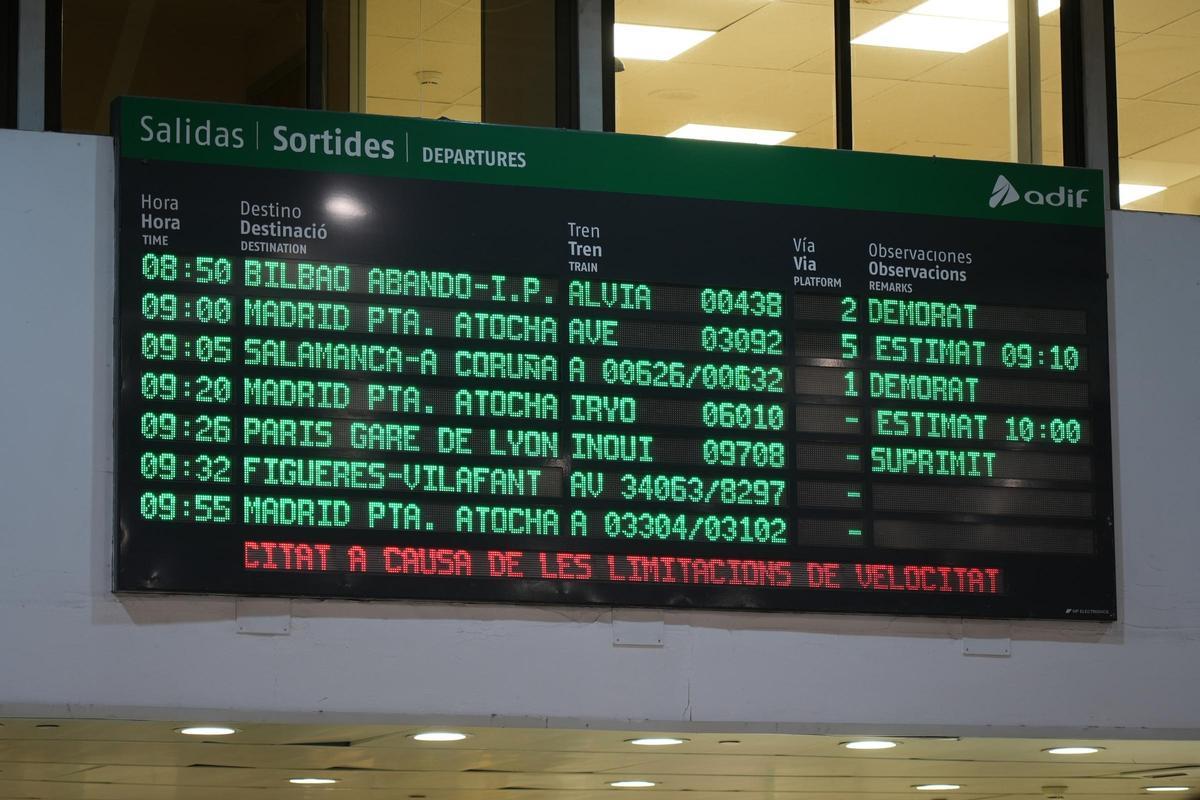 Salidas Sortides DEPARTURES
adif
Hora Destino Tren Vía Observaciones
Hora Destinació Tren Via Observacions
TIME DESTINATION TRAIN PLATFORM REMARKS
08:50 BILBAO ABANDO-I.P. ALVIA 00438 2 DEMORAT
09:00 MADRID PTA. ATOCHA AVE 03092 5 ESTIMAT 09:10
09:05 SALAMANCA-A CORUÑA A 00626/00632 1 DEMORAT
09:20 MADRID PTA. ATOCHA IRYO 06010 - ESTIMAT 10:00
09:26 PARIS GARE DE LYON INOUI 09708 - SUPRIMIT
09:32 FIGUERES-VILAFANT AV 34063/8297 -
09:55 MADRID PTA. ATOCHA A 03304/03102 -
CITAT A CAUSA DE LES LIMITACIONS DE VELOCITAT